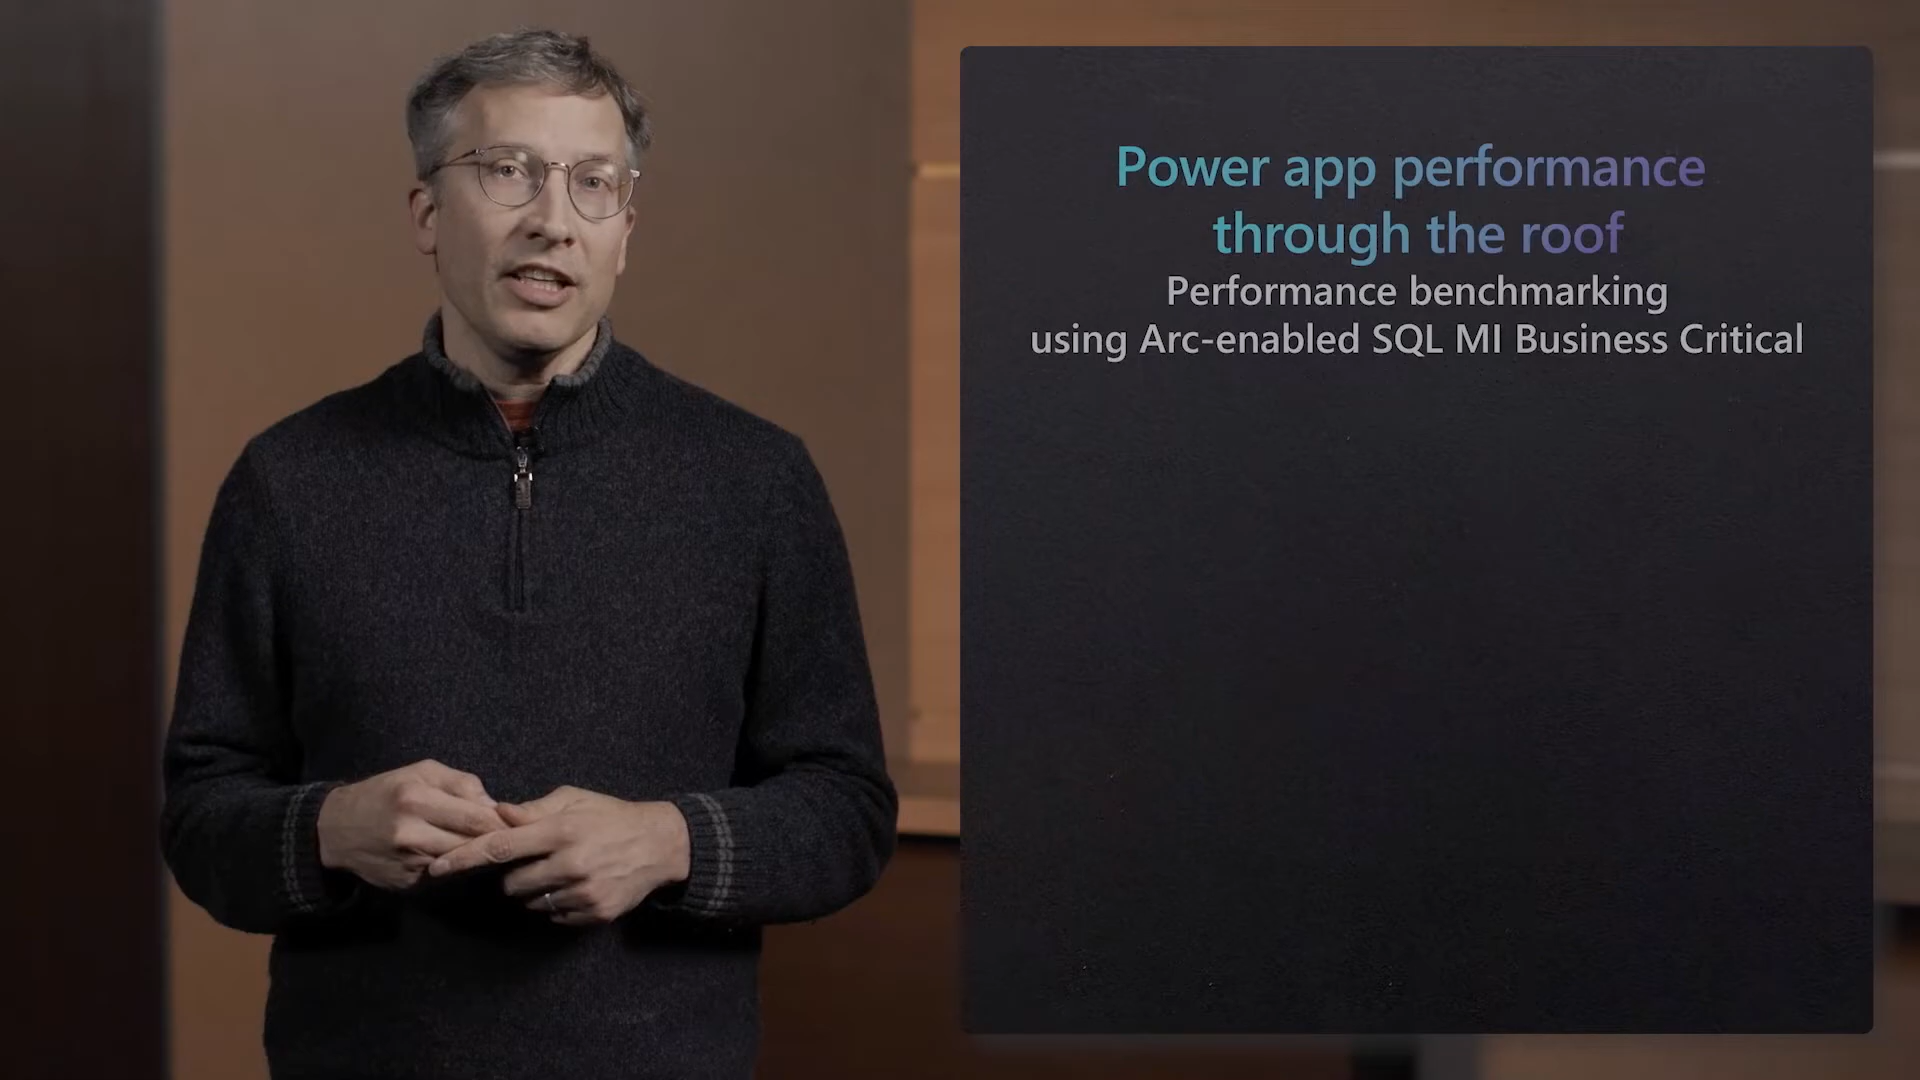 Power app performance
through the roof
Performance benchmarking
using Arc-enabled SQL MI Business Critical